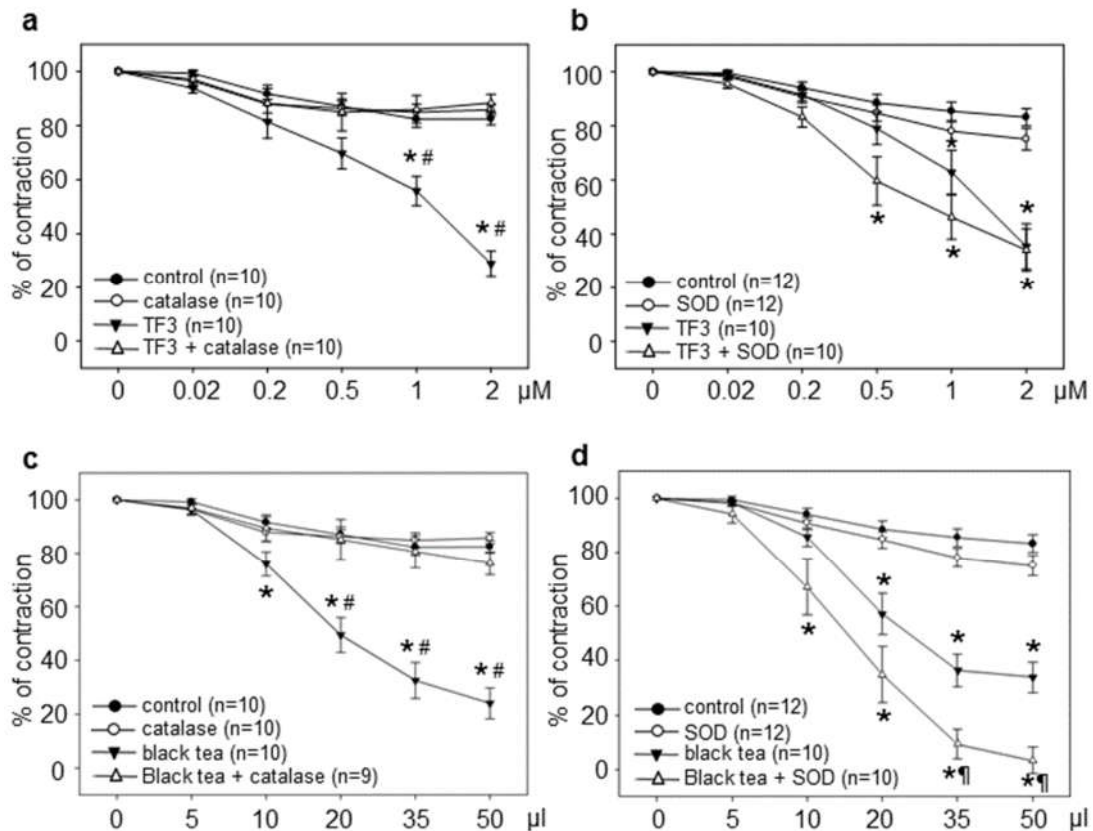 a
% of contraction
100
80
60
40
20
0
* #
* #
control (n=10)
catalase (n=10)
TF3 (n=10)
TF3 + catalase (n=10)
0 0.02 0.2 0.5 1 2 µM
b
% of contraction
100
80
60
40
20
0
*
*
*
*
*
control (n=12)
SOD (n=12)
TF3 (n=10)
TF3 + SOD (n=10)
0 0.02 0.2 0.5 1 2 µM
c
% of contraction
100
80
60
40
20
0
*
* #
* #
* #
control (n=10)
catalase (n=10)
black tea (n=10)
Black tea + catalase (n=9)
0 5 10 20 35 50 µl
d
% of contraction
100
80
60
40
20
0
*
*
*
*
*
*¶
*¶
control (n=12)
SOD (n=12)
black tea (n=10)
Black tea + SOD (n=10)
0 5 10 20 35 50 µl